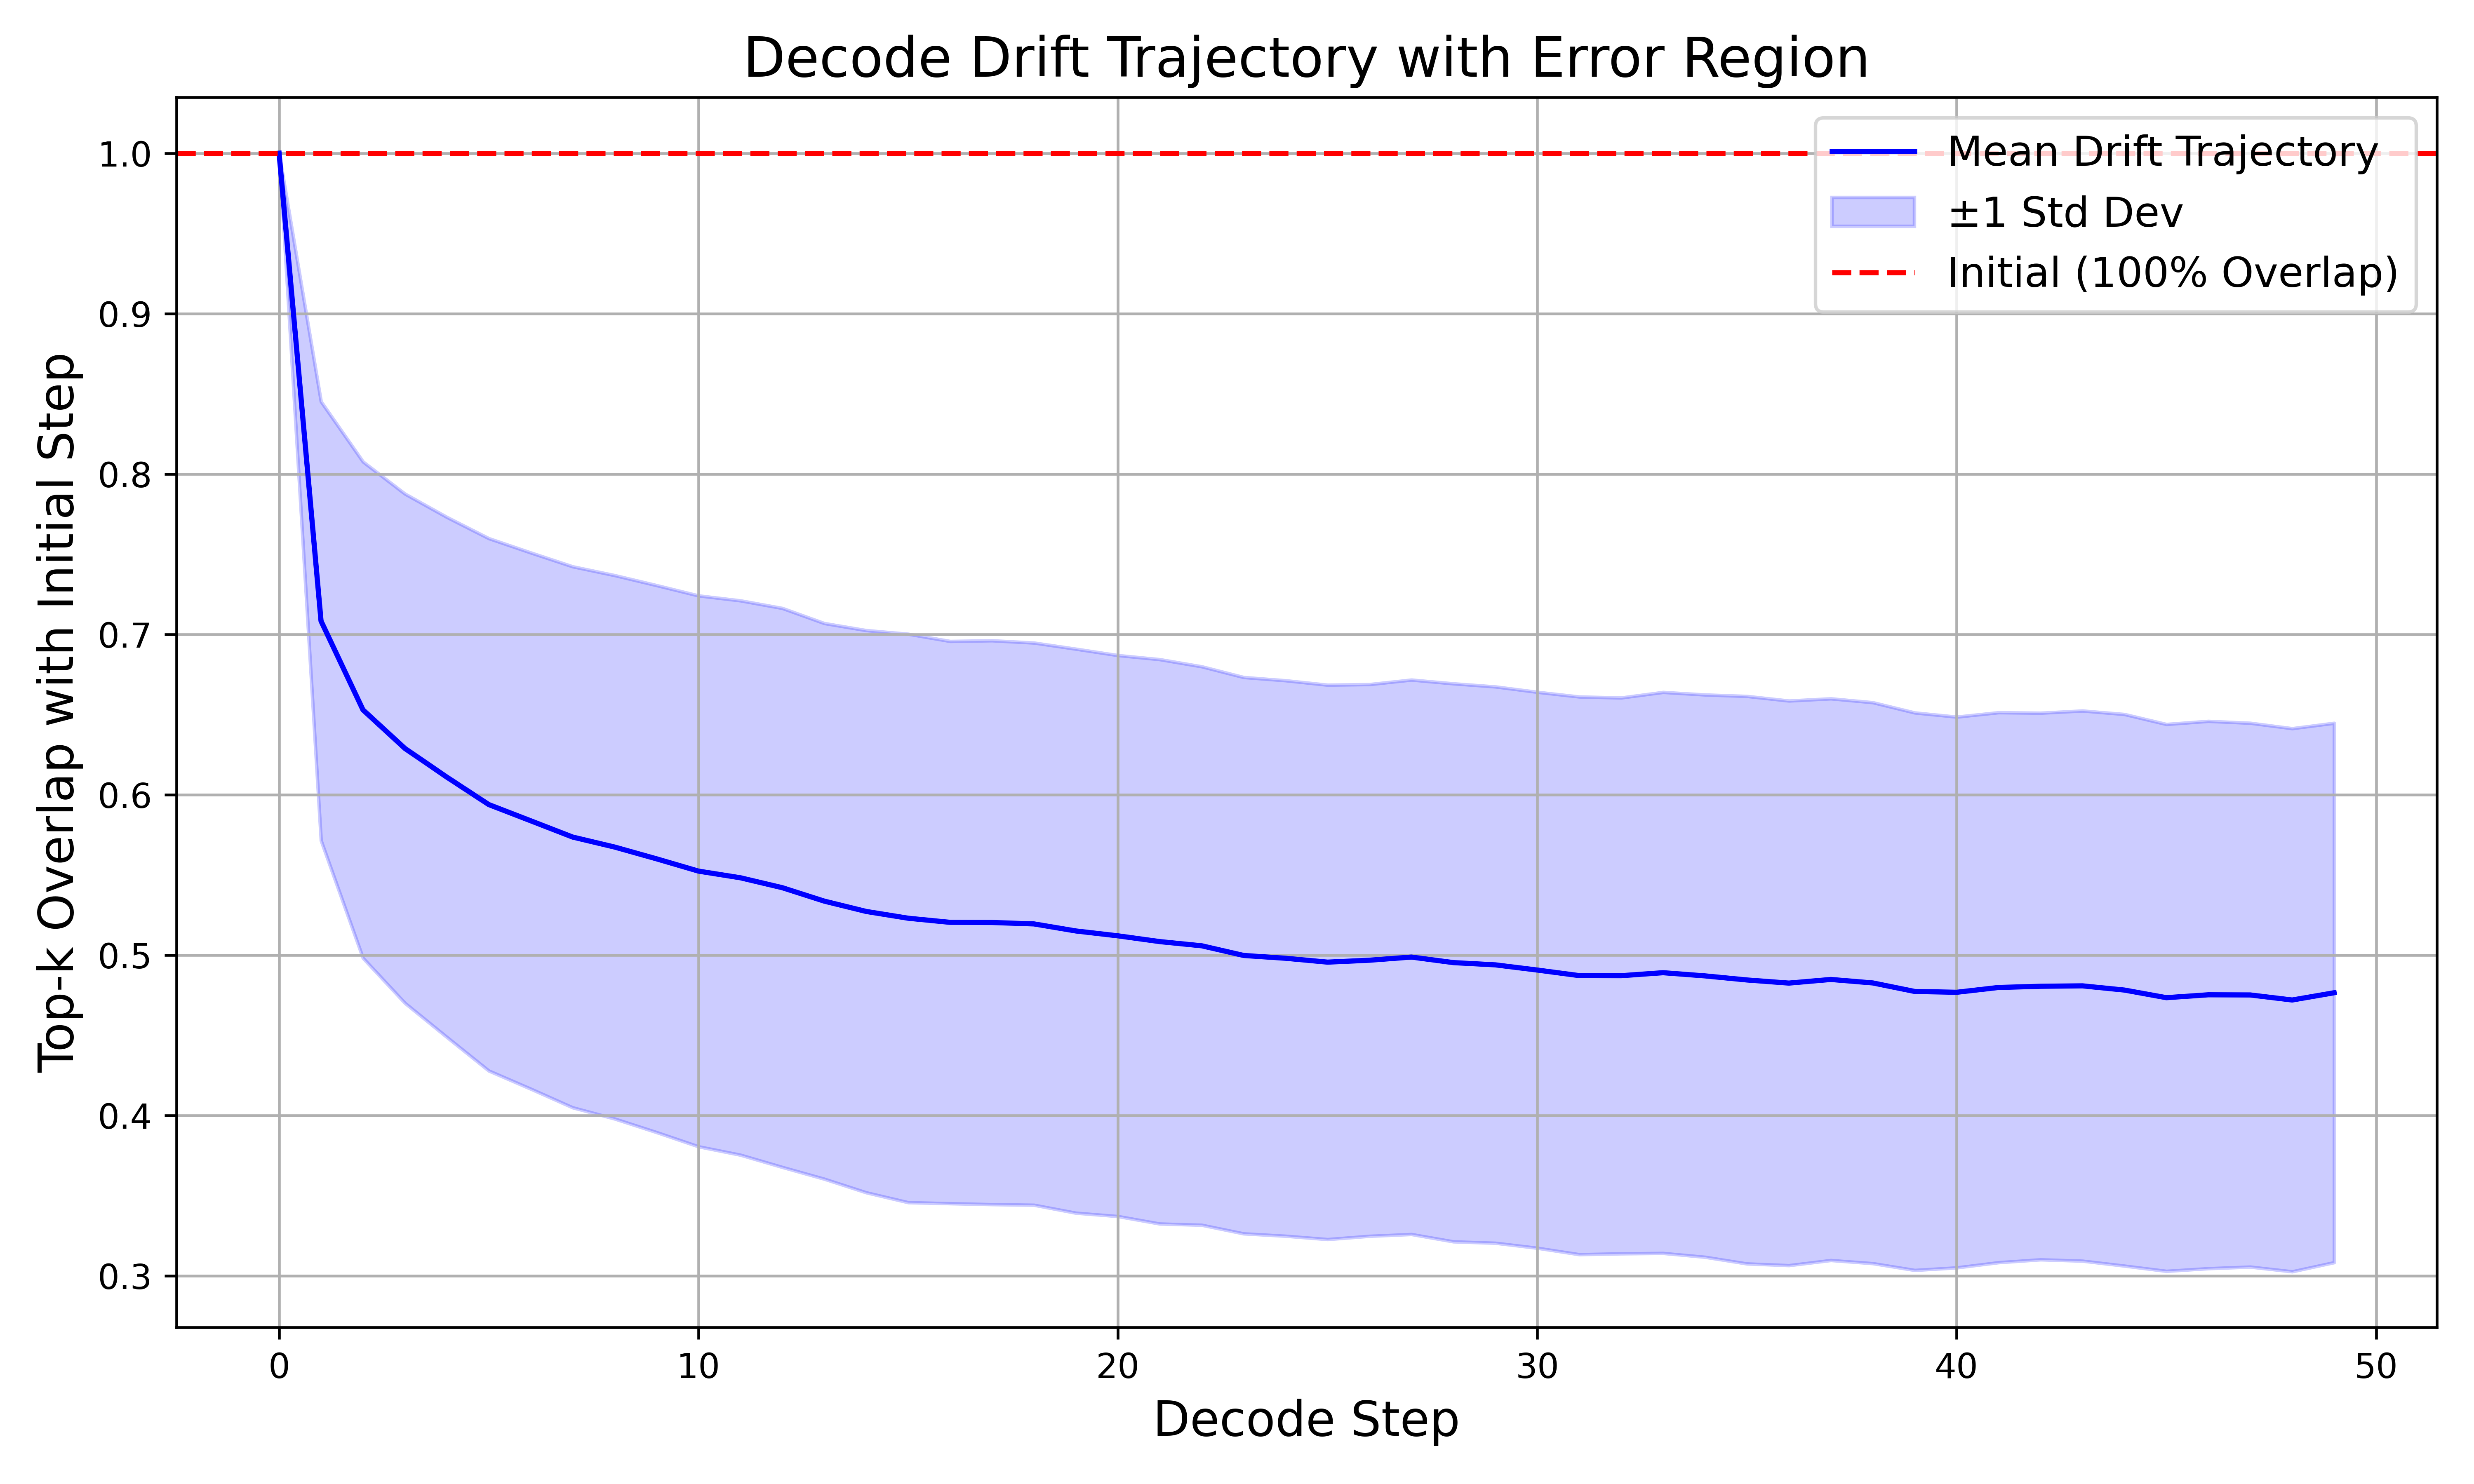 Decode Drift Trajectory with Error Region
Top-k Overlap with Initial Step
1.0
0.9
0.8
0.7
0.6
0.5
0.4
0.3
Mean Drift Trajectory
±1 Std Dev
Initial (100% Overlap)
0 10 20 30 40 50
Decode Step